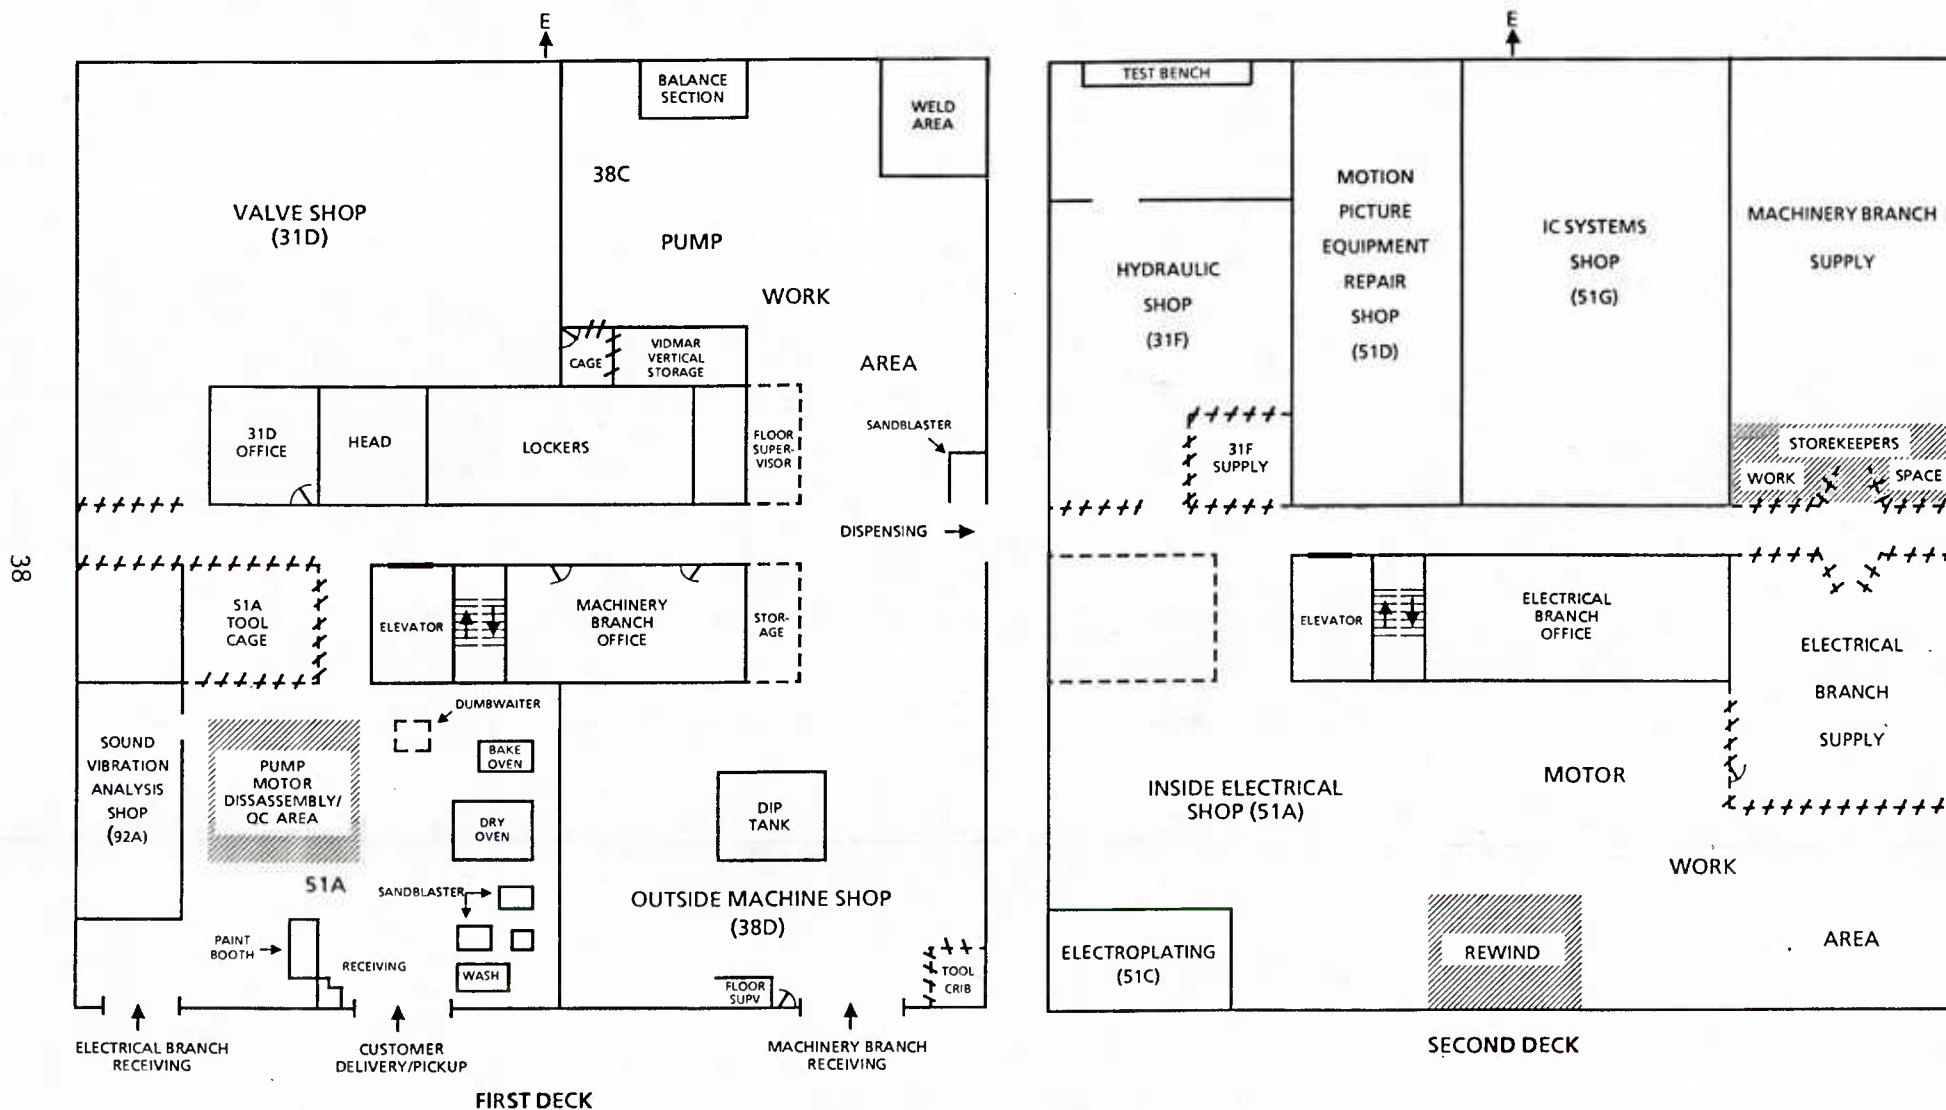 E
BALANCE
SECTION
WELD
AREA
38C
VALVE SHOP
(31D)
PUMP
WORK
AREA
CAGE
VIDMAR
VERTICAL
STORAGE
31D
OFFICE
HEAD
LOCKERS
FLOOR
SUPER-
VISOR
SANDBLASTER
DISPENSING
38
51A
TOOL
CAGE
ELEVATOR
MACHINERY
BRANCH
OFFICE
STOR-
AGE
DUMBWAITER
SOUND
VIBRATION
ANALYSIS
SHOP
(92A)
PUMP
MOTOR
DISSASSEMBLY/
QC AREA
51A
BAKE
OVEN
DRY
OVEN
DIP
TANK
SANDBLASTER
OUTSIDE MACHINE SHOP
(38D)
PAINT
BOOTH
RECEIVING
WASH
FLOOR
SUPV
TOOL
CRIB
ELECTRICAL BRANCH
RECEIVING
CUSTOMER
DELIVERY/PICKUP
MACHINERY BRANCH
RECEIVING
FIRST DECK
E
TEST BENCH
HYDRAULIC
SHOP
(31F)
MOTION
PICTURE
EQUIPMENT
REPAIR
SHOP
(51D)
IC SYSTEMS
SHOP
(51G)
MACHINERY BRANCH
SUPPLY
31F
SUPPLY
STOREKEEPERS
WORK SPACE
ELEVATOR
ELECTRICAL
BRANCH
OFFICE
ELECTRICAL
BRANCH
SUPPLY
INSIDE ELECTRICAL
SHOP (51A)
MOTOR
WORK
AREA
ELECTROPLATING
(51C)
REWIND
SECOND DECK